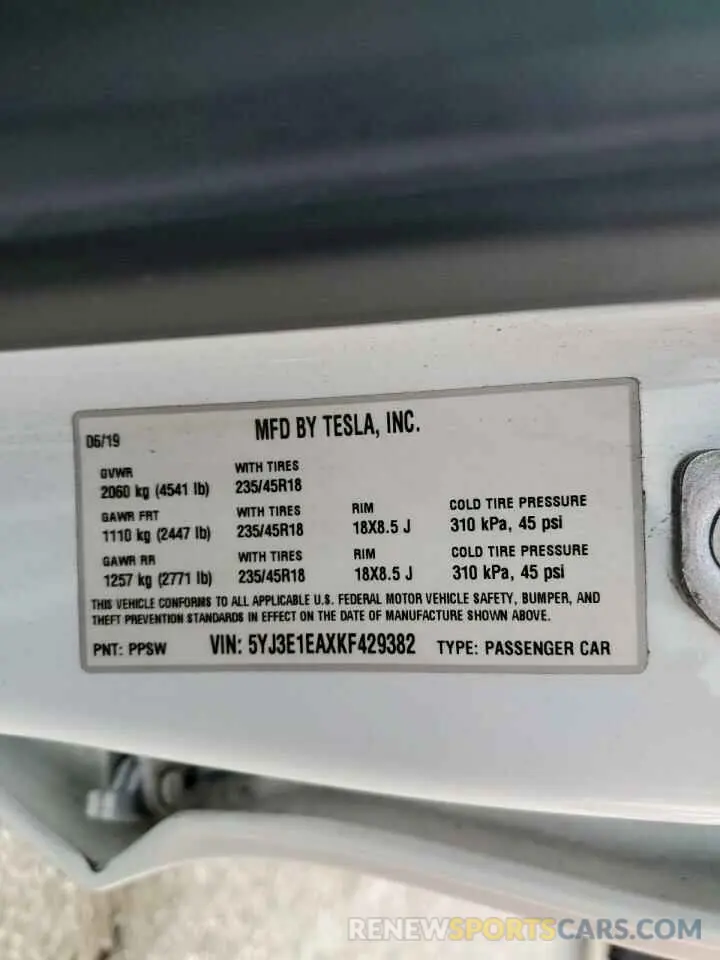 06/19
MFD BY TESLA, INC.
GVWR WITH TIRES
2060 kg (4541 lb) 235/45R18
GAWR FRT WITH TIRES RIM COLD TIRE PRESSURE
1110 kg (2447 lb) 235/45R18 18X8.5 J 310 kPa, 45 psi
GAWR RR WITH TIRES RIM COLD TIRE PRESSURE
1257 kg (2771 lb) 235/45R18 18X8.5 J 310 kPa, 45 psi
THIS VEHICLE CONFORMS TO ALL APPLICABLE U.S. FEDERAL MOTOR VEHICLE SAFETY, BUMPER, AND
THEFT PREVENTION STANDARDS IN EFFECT ON THE DATE OF MANUFACTURE SHOWN ABOVE.
PNT: PPSW VIN: 5YJ3E1EAXKF429382 TYPE: PASSENGER CAR
RENEWSPORTSCARS.COM